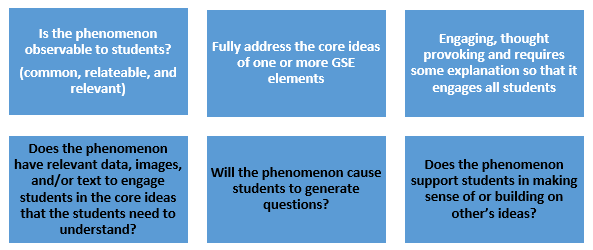 Is the phenomenon
observable to students?
(common, relateable, and
relevant)
Fully address the core ideas
of one or more GSE
elements
Engaging, thought
provoking and requires
some explanation so that it
engages all students
Does the phenomenon
have relevant data, images,
and/or text to engage
students in the core ideas
that the students need to
understand?
Will the phenomenon cause
students to generate
questions?
Does the phenomenon
support students in making
sense of or building on
other's ideas?